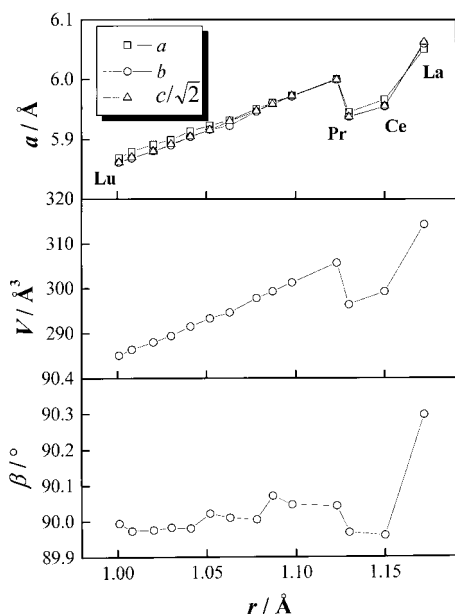 6.1
a
b
c/√2
6.0
La
a / Å
5.9
Pr
Ce
Lu
320
310
V / Å³
300
290
90.4
90.3
β / °
90.2
90.1
90.0
89.9
1.00 1.05 1.10 1.15
r / Å